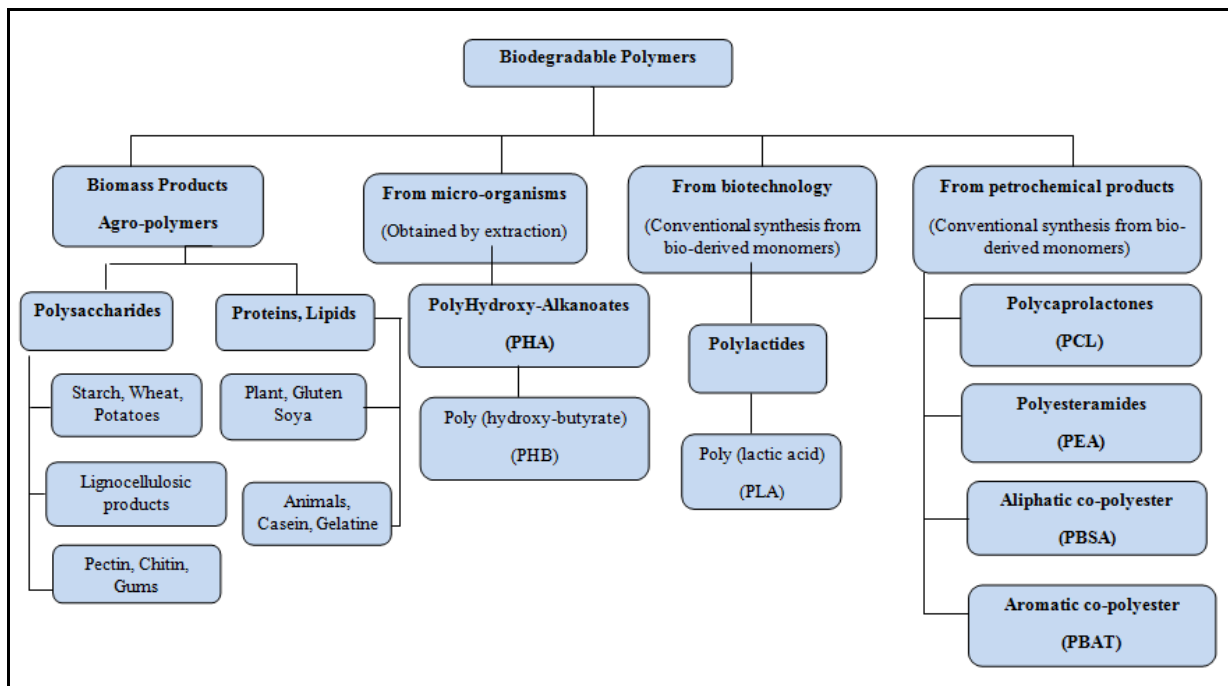 Biodegradable Polymers
Biomass Products
Agro-polymers
From micro-organisms
(Obtained by extraction)
From biotechnology
(Conventional synthesis from
bio-derived monomers)
From petrochemical products
(Conventional synthesis from bio-
derived monomers)
Polysaccharides
Proteins, Lipids
PolyHydroxy-Alkanoates
(PHA)
Polylactides
Polycaprolactones
(PCL)
Starch, Wheat,
Potatoes
Plant, Gluten
Soya
Poly (hydroxy-butyrate)
(PHB)
Poly (lactic acid)
(PLA)
Polyesteramides
(PEA)
Lignocellulosic
products
Animals,
Casein, Gelatine
Aliphatic co-polyester
(PBSA)
Pectin, Chitin,
Gums
Aromatic co-polyester
(PBAT)